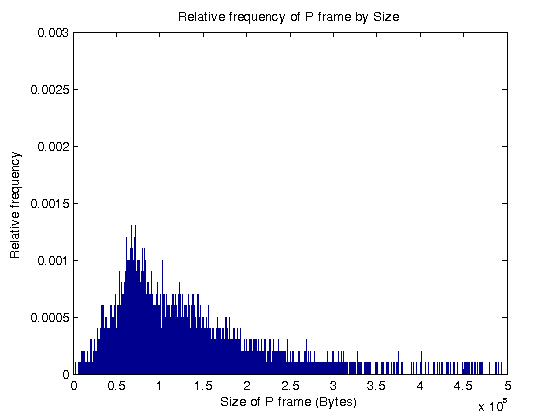 Relative frequency of P frame by Size
0.003
0.0025
0.002
0.0015
0.001
0.0005
0
Relative frequency
0 0.5 1 1.5 2 2.5 3 3.5 4 4.5 5
Size of P frame (Bytes)
x 10^5